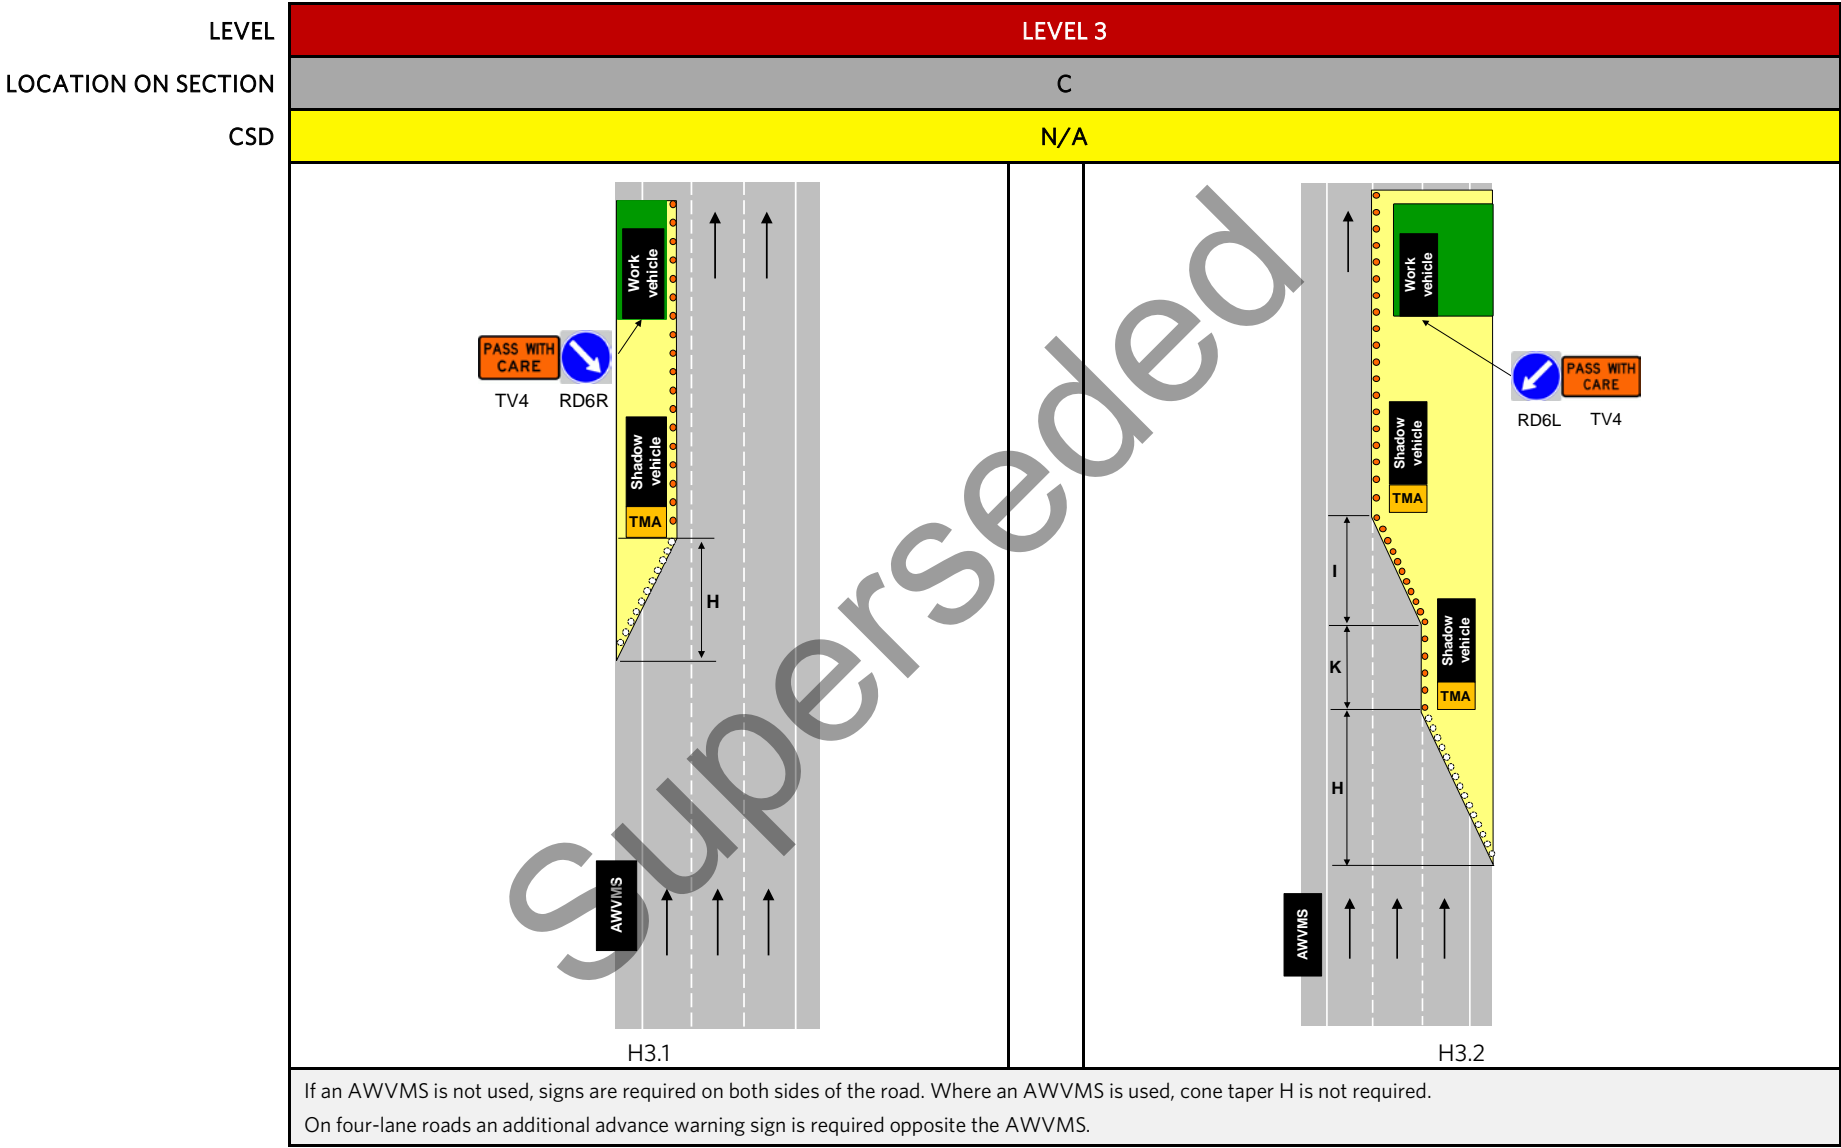 LEVEL
LEVEL 3
LOCATION ON SECTION
C
CSD
N/A
Work
vehicle
PASS WITH
CARE
TV4
RD6R
Shadow
vehicle
TMA
H
AWVMS
H3.1
Work
vehicle
PASS WITH
CARE
RD6L
TV4
Shadow
vehicle
TMA
I
Shadow
vehicle
K
TMA
H
AWVMS
H3.2
Superseded
If an AWVMS is not used, signs are required on both sides of the road. Where an AWVMS is used, cone taper H is not required.
On four-lane roads an additional advance warning sign is required opposite the AWVMS.